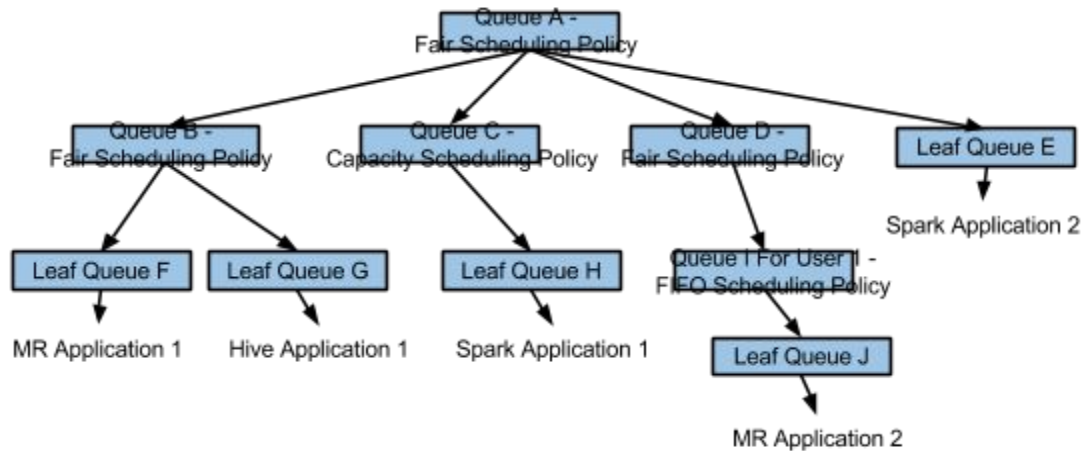 Queue A -
Fair Scheduling Policy
Queue B -
Fair Scheduling Policy
Queue C -
Capacity Scheduling Policy
Queue D -
Fair Scheduling Policy
Leaf Queue E
Spark Application 2
Leaf Queue F
Leaf Queue G
Leaf Queue H
Queue I For User 1 -
FIFO Scheduling Policy
MR Application 1
Hive Application 1
Spark Application 1
Leaf Queue J
MR Application 2